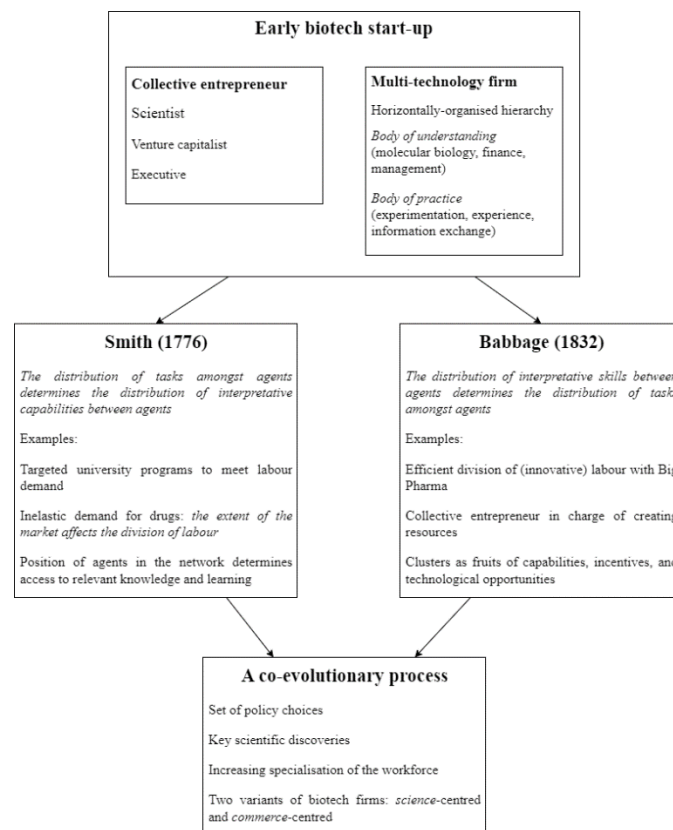 Early biotech start-up
Collective entrepreneur
Scientist
Venture capitalist
Executive
Multi-technology firm
Horizontally-organised hierarchy
Body of understanding
(molecular biology, finance,
management)
Body of practice
(experimentation, experience,
information exchange)
Smith (1776)
The distribution of tasks amongst agents
determines the distribution of interpretative
capabilities between agents
Examples:
Targeted university programs to meet labour
demand
Inelastic demand for drugs: the extent of the
market affects the division of labour
Position of agents in the network determines
access to relevant knowledge and learning
Babbage (1832)
The distribution of interpretative skills between
agents determines the distribution of task
amongst agents
Examples:
Efficient division of (innovative) labour with Big
Pharma
Collective entrepreneur in charge of creating
resources
Clusters as fruits of capabilities, incentives, and
technological opportunities
A co-evolutionary process
Set of policy choices
Key scientific discoveries
Increasing specialisation of the workforce
Two variants of biotech firms: science-centred
and commerce-centred